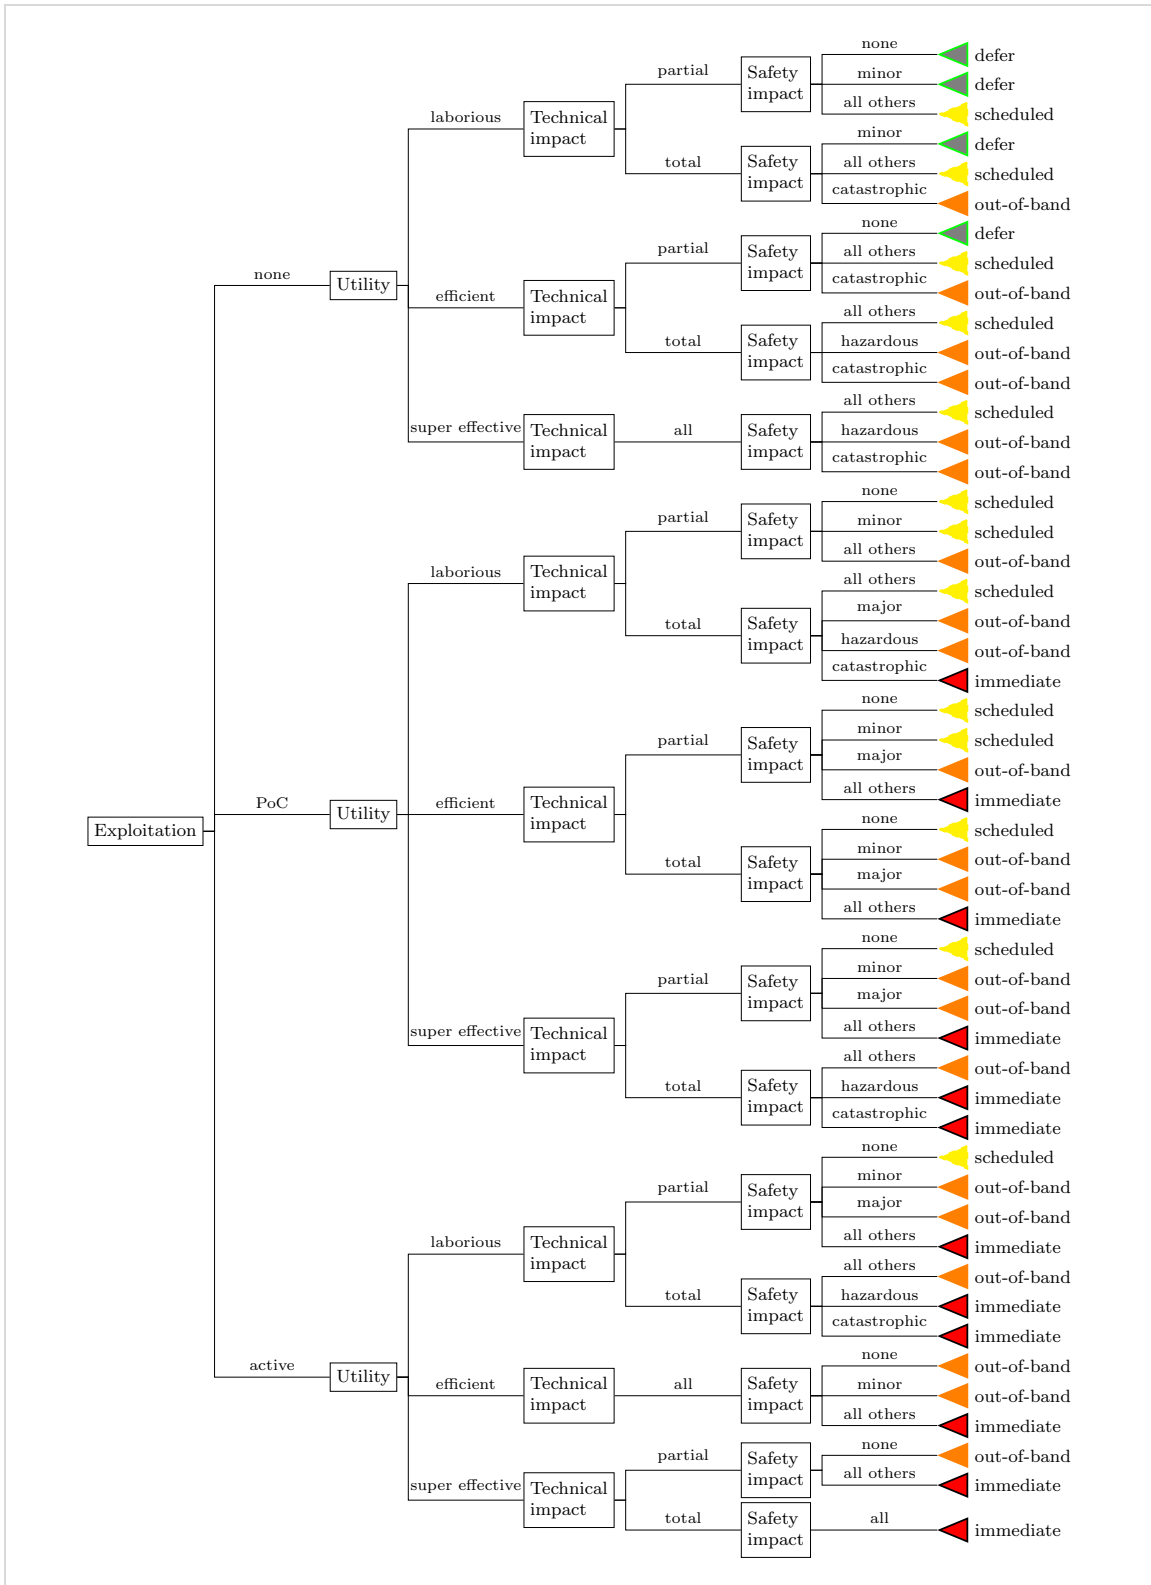 none
defer
partial
Safety
impact
minor
defer
all others
scheduled
laborious
Technical
impact
total
Safety
impact
minor
defer
all others
scheduled
catastrophic
out-of-band
none
Utility
efficient
Technical
impact
partial
Safety
impact
none
defer
all others
scheduled
catastrophic
out-of-band
total
Safety
impact
all others
scheduled
hazardous
out-of-band
catastrophic
out-of-band
super effective
Technical
impact
all
Safety
impact
all others
scheduled
hazardous
out-of-band
catastrophic
out-of-band
laborious
Technical
impact
partial
Safety
impact
none
scheduled
minor
scheduled
all others
out-of-band
total
Safety
impact
all others
scheduled
major
out-of-band
hazardous
out-of-band
catastrophic
immediate
Exploitation
PoC
Utility
efficient
Technical
impact
partial
Safety
impact
none
scheduled
minor
scheduled
major
out-of-band
all others
immediate
total
Safety
impact
none
scheduled
minor
out-of-band
major
out-of-band
all others
immediate
super effective
Technical
impact
partial
Safety
impact
none
scheduled
minor
out-of-band
major
out-of-band
all others
immediate
total
Safety
impact
all others
out-of-band
hazardous
immediate
catastrophic
immediate
laborious
Technical
impact
partial
Safety
impact
none
scheduled
minor
out-of-band
major
out-of-band
all others
immediate
total
Safety
impact
all others
out-of-band
hazardous
immediate
catastrophic
immediate
active
Utility
efficient
Technical
impact
all
Safety
impact
none
out-of-band
minor
out-of-band
all others
immediate
super effective
Technical
impact
partial
Safety
impact
none
out-of-band
all others
immediate
total
Safety
impact
all
immediate